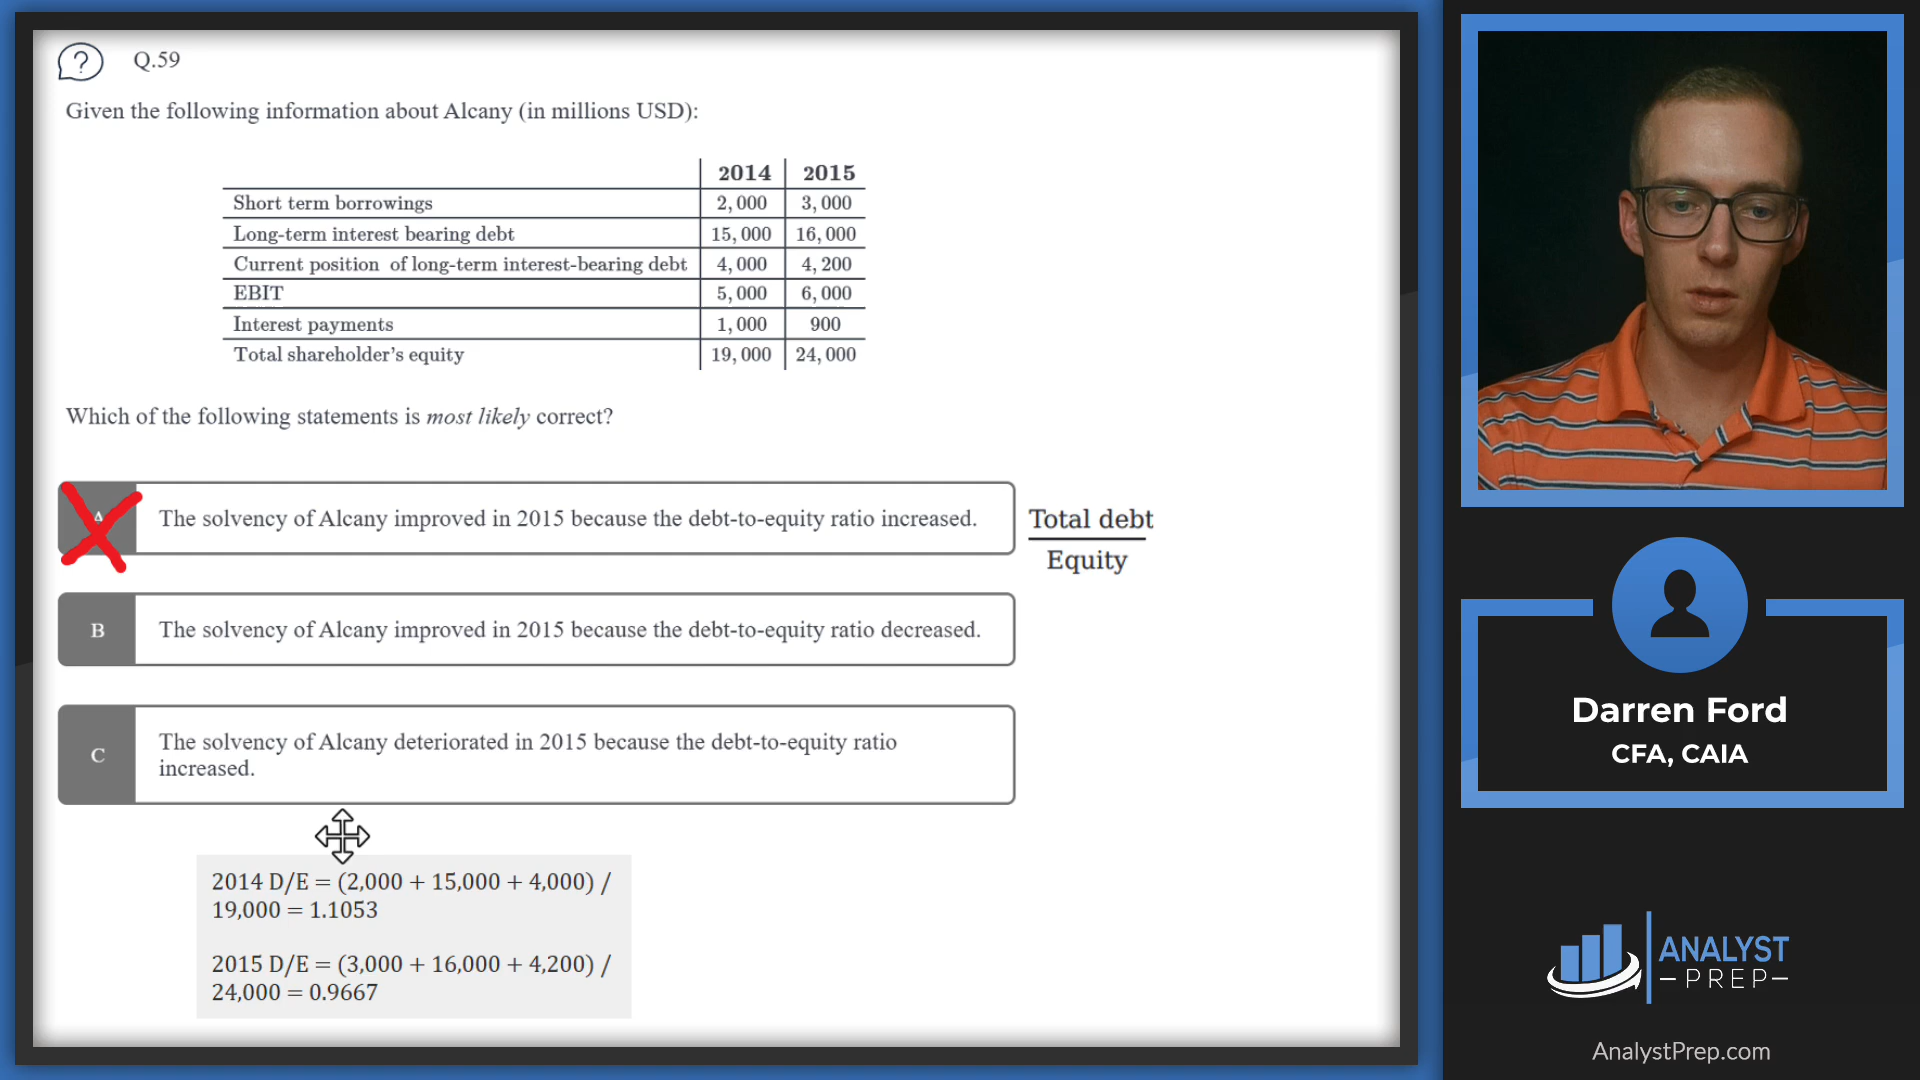 ?
Q.59
Given the following information about Alcany (in millions USD):
2014 2015
Short term borrowings 2,000 3,000
Long-term interest bearing debt 15,000 16,000
Current position of long-term interest-bearing debt 4,000 4,200
EBIT 5,000 6,000
Interest payments 1,000 900
Total shareholder's equity 19,000 24,000
Which of the following statements is most likely correct?
A The solvency of Alcany improved in 2015 because the debt-to-equity ratio increased.
Total debt
Equity
B The solvency of Alcany improved in 2015 because the debt-to-equity ratio decreased.
C The solvency of Alcany deteriorated in 2015 because the debt-to-equity ratio
increased.
2014 D/E = (2,000 + 15,000 + 4,000) /
19,000 = 1.1053
2015 D/E = (3,000 + 16,000 + 4,200) /
24,000 = 0.9667
Darren Ford
CFA, CAIA
ANALYST
PREP
AnalystPrep.com